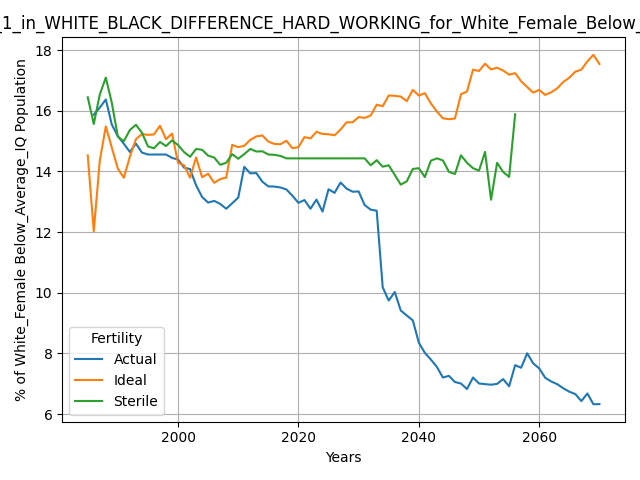 _1_in_WHITE_BLACK_DIFFERENCE_HARD_WORKING_for_White_Female_Below_
% of White_Female Below_Average_IQ Population
18
16
14
12
10
8
6
Fertility
Actual
Ideal
Sterile
2000
2020
2040
2060
Years